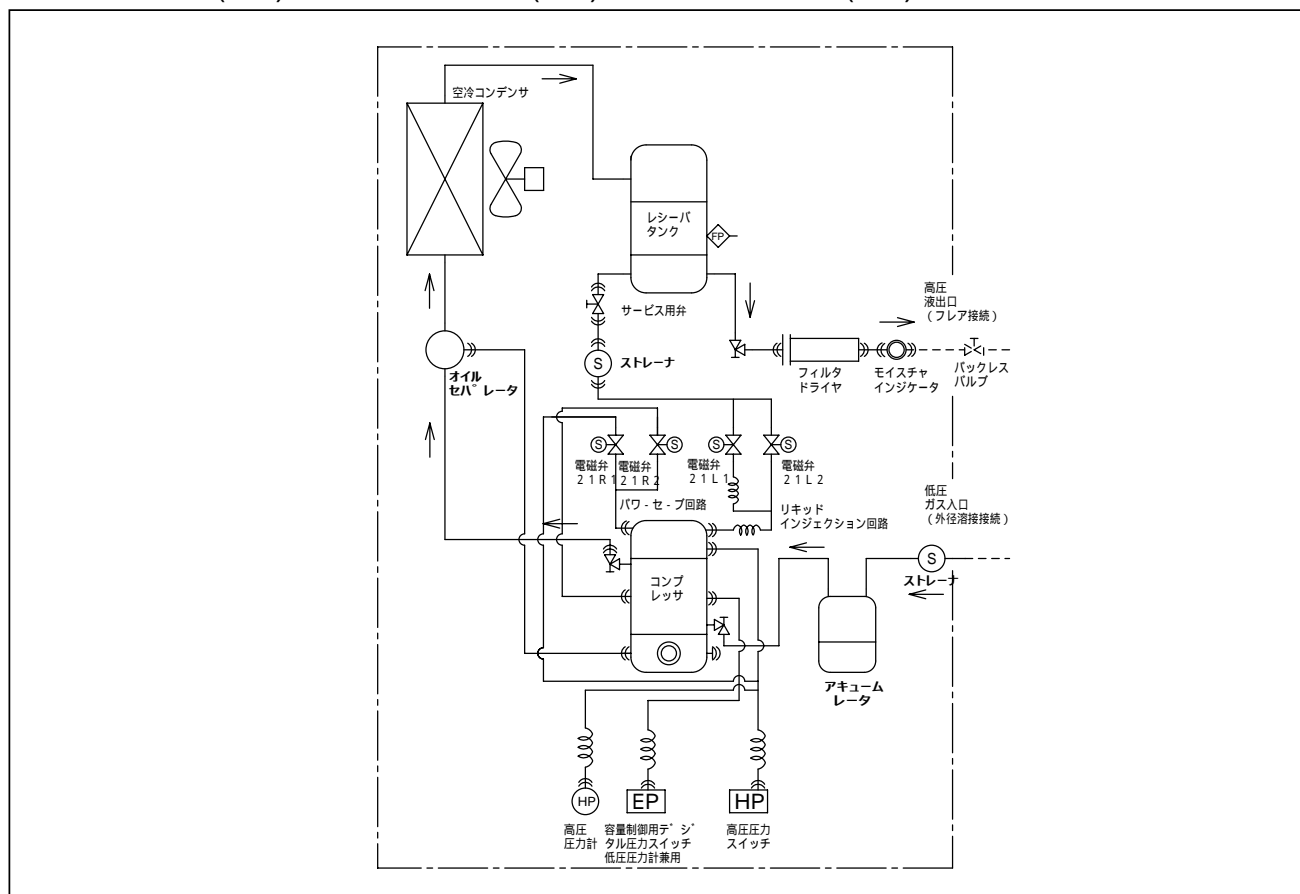 空冷コンデンサ
レシーバ
タンク
FP
サービス用弁
高圧
液出口
(フレア接続)
S
ストレーナ
フィルタ
ドライヤ
モイスチャ
インジケータ
パックレス
バルブ
オイル
セパレータ
S
S
S
S
電磁弁
21R1
電磁弁
21R2
電磁弁
21L1
電磁弁
21L2
パワ-セ-ブ回路
リキッド
インジェクション回路
低圧
ガス入口
(外径溶接接続)
S
ストレーナ
コンプ
レッサ
アキューム
レータ
HP
EP
HP
高圧
圧力計
容量制御用デジ
タル圧力スイッチ
低圧圧力計兼用
高圧圧力
スイッチ